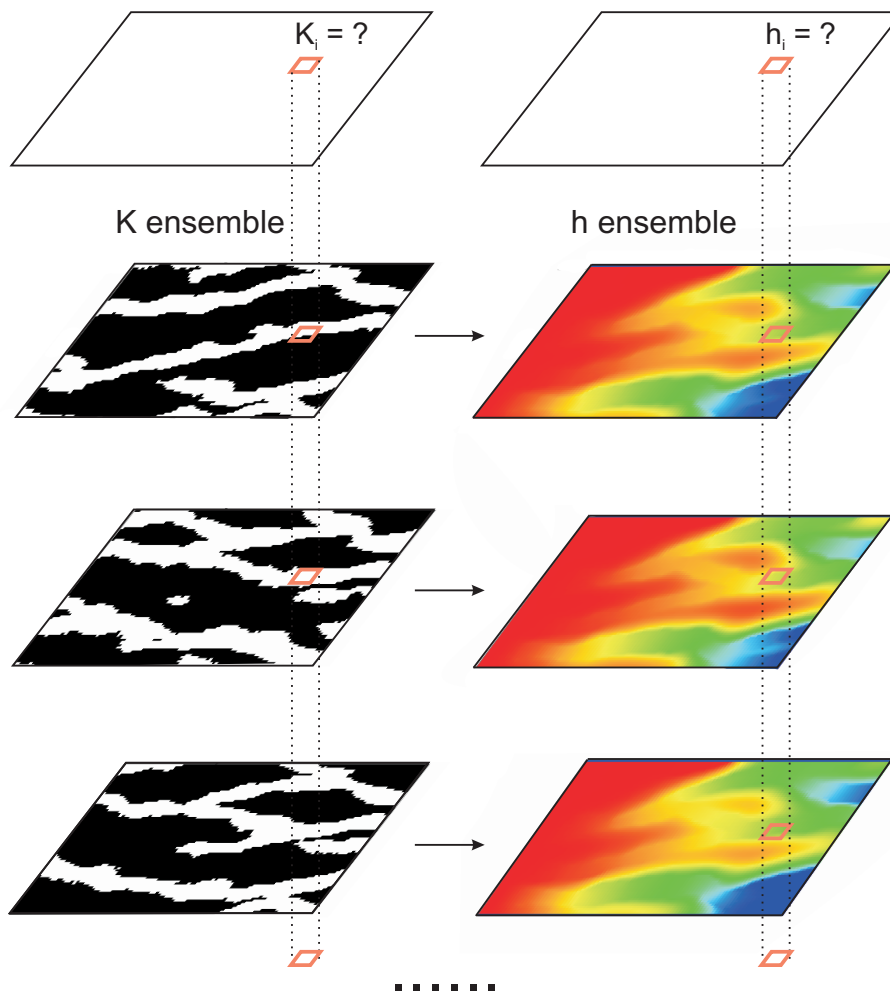 Kᵢ = ?
hᵢ = ?
K ensemble
h ensemble